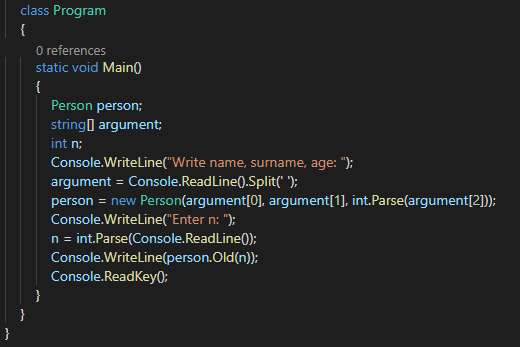 class Program
{
0 references
static void Main()
{
Person person;
string[] argument;
int n;
Console.WriteLine("Write name, surname, age: ");
argument = Console.ReadLine().Split(' ');
person = new Person(argument[0], argument[1], int.Parse(argument[2]));
Console.WriteLine("Enter n: ");
n = int.Parse(Console.ReadLine());
Console.WriteLine(person.Old(n));
Console.ReadKey();
}
}
}